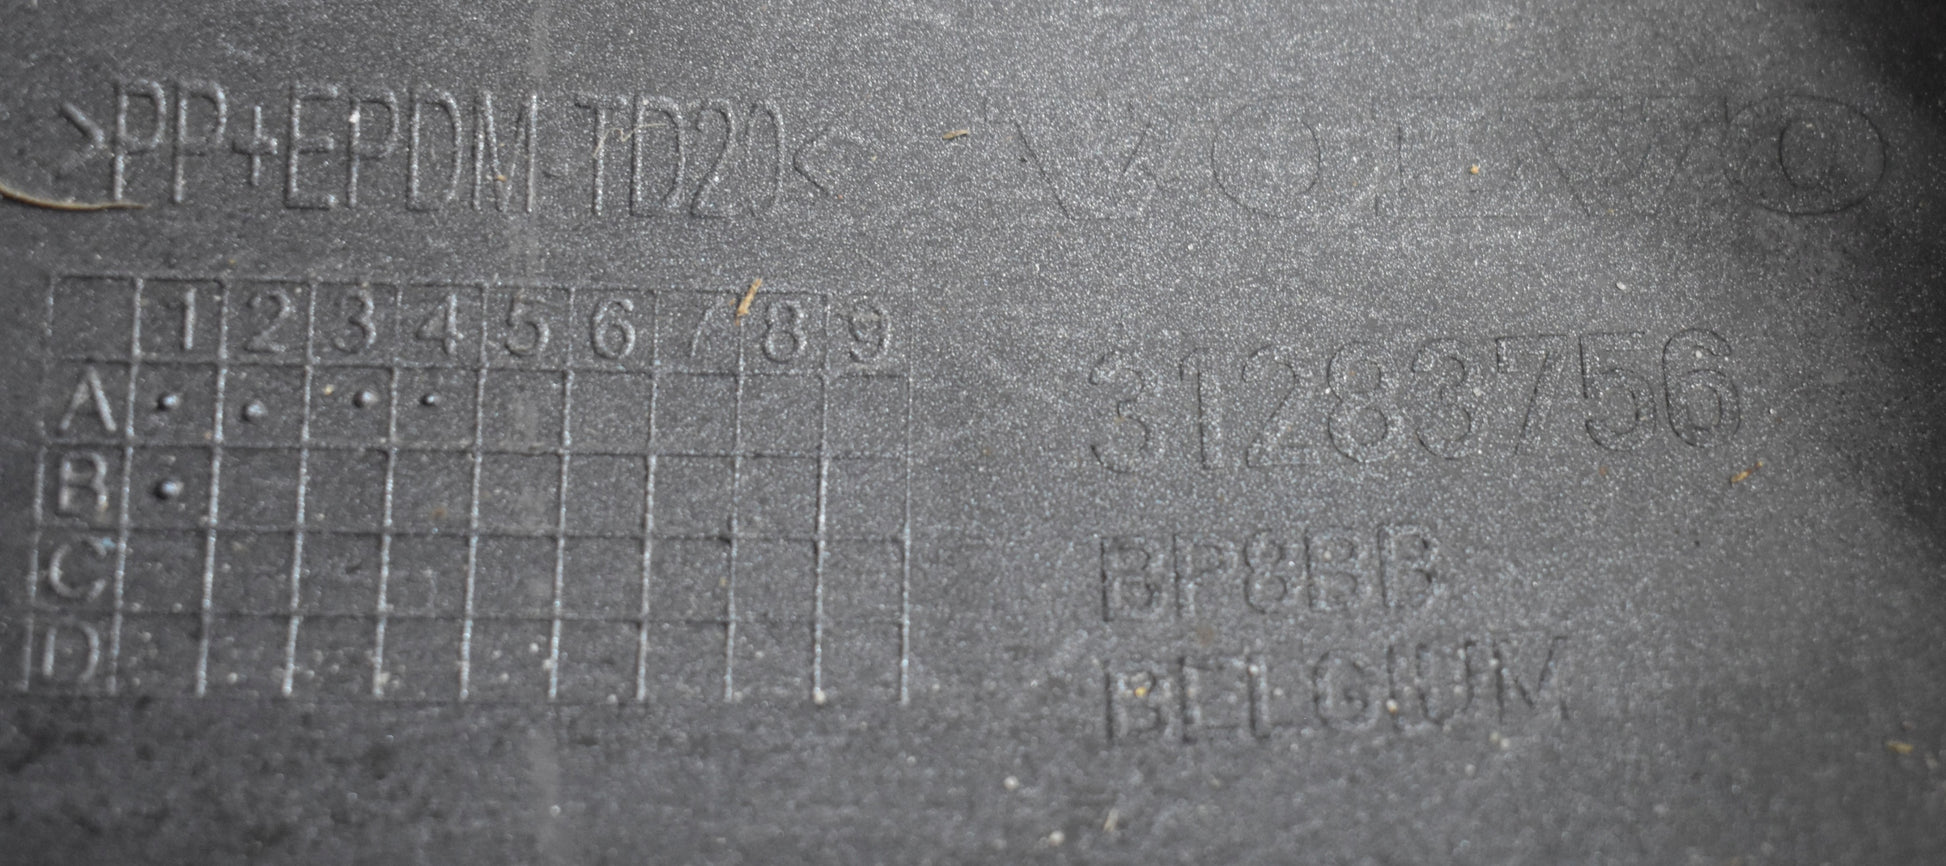 >PP+EPDM-TD20<
VOLVO
1 2 3 4 5 6 7 8 9
A
B
C
D
31283756
BP8BB
BELGIUM